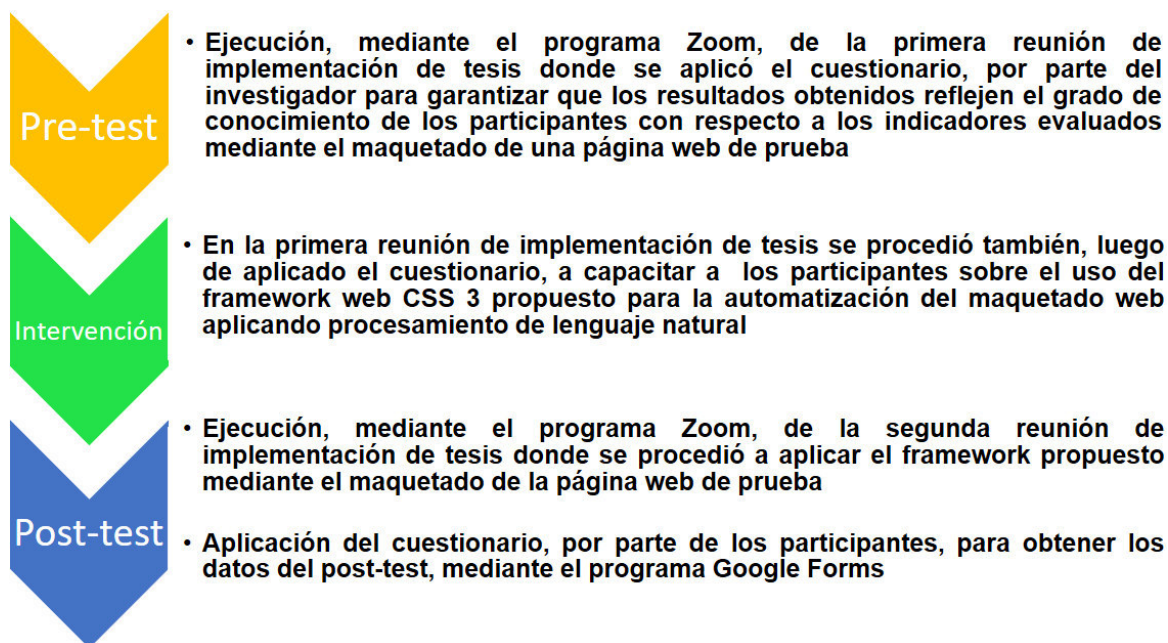 Pre-test
• Ejecución, mediante el programa Zoom, de la primera reunión de
implementación de tesis donde se aplicó el cuestionario, por parte del
investigador para garantizar que los resultados obtenidos reflejen el grado de
conocimiento de los participantes con respecto a los indicadores evaluados
mediante el maquetado de una página web de prueba
Intervención
• En la primera reunión de implementación de tesis se procedió también, luego
de aplicado el cuestionario, a capacitar a los participantes sobre el uso del
framework web CSS 3 propuesto para la automatización del maquetado web
aplicando procesamiento de lenguaje natural
Post-test
• Ejecución, mediante el programa Zoom, de la segunda reunión de
implementación de tesis donde se procedió a aplicar el framework propuesto
mediante el maquetado de la página web de prueba
• Aplicación del cuestionario, por parte de los participantes, para obtener los
datos del post-test, mediante el programa Google Forms